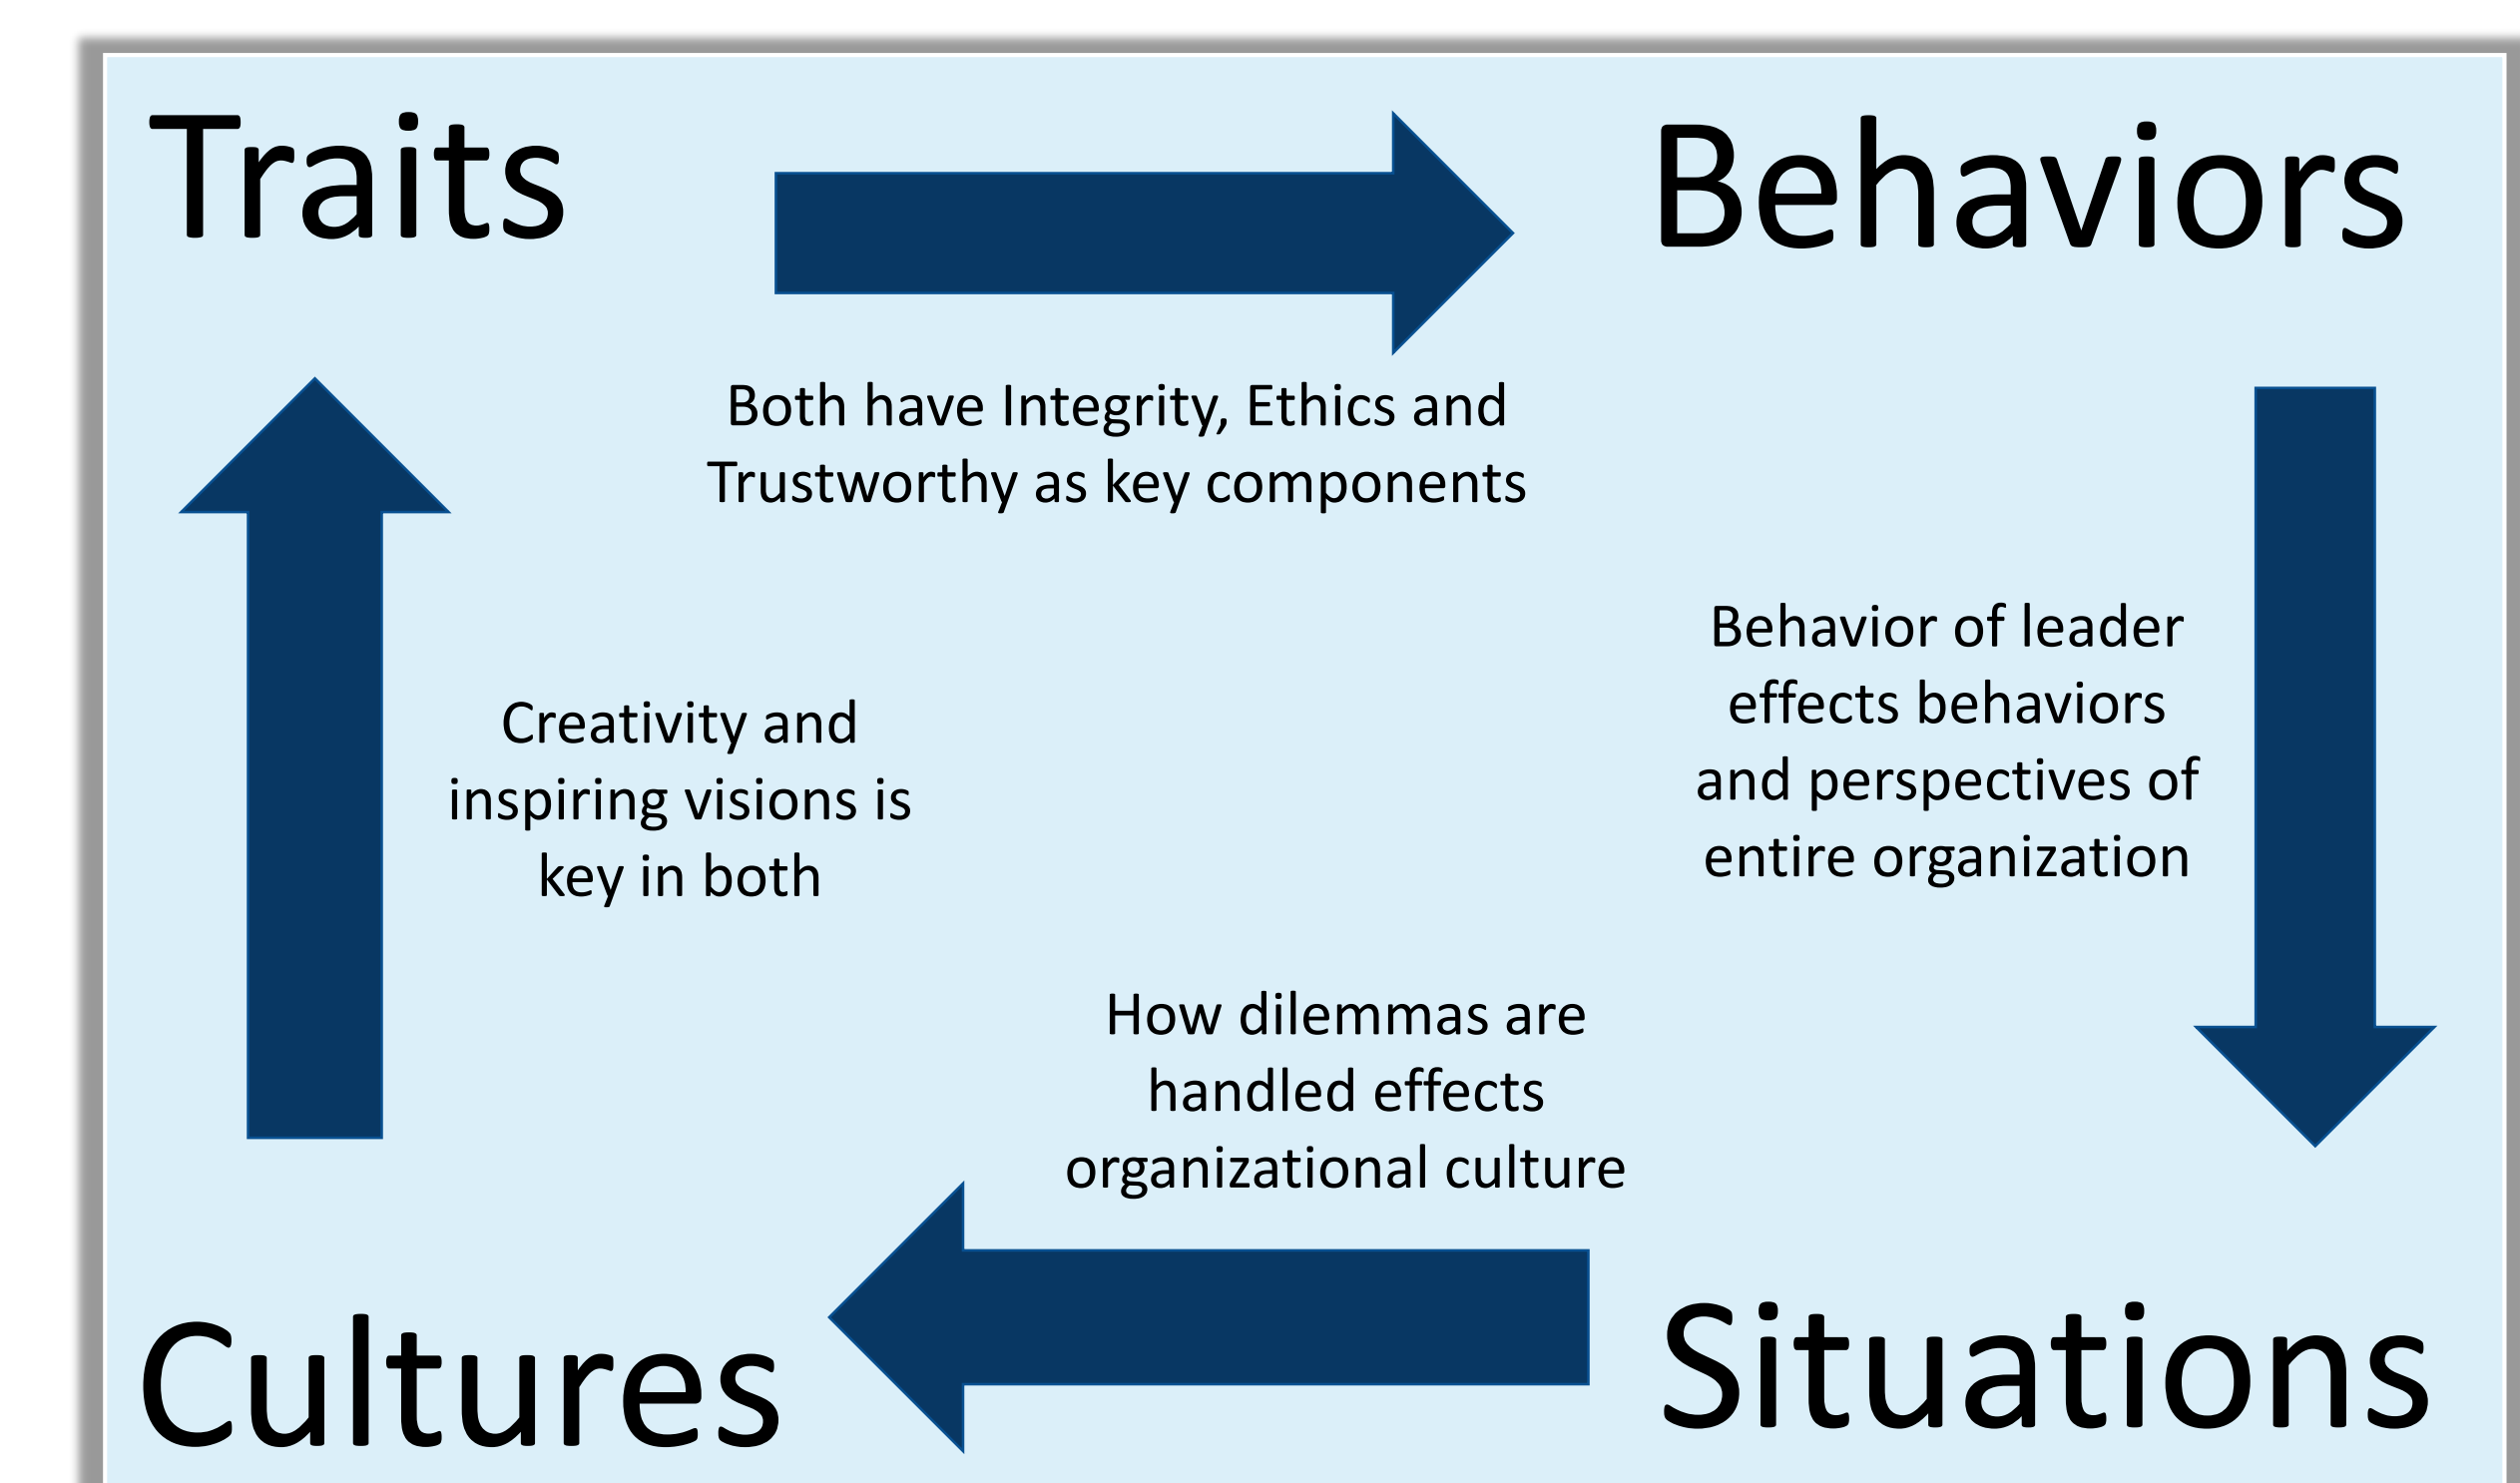 Traits
Behaviors
Both have Integrity, Ethics and
Trustworthy as key components
Behavior of leader
effects behaviors
and perspectives of
entire organization
Creativity and
inspiring visions is
key in both
How dilemmas are
handled effects
organizational culture
Cultures
Situations